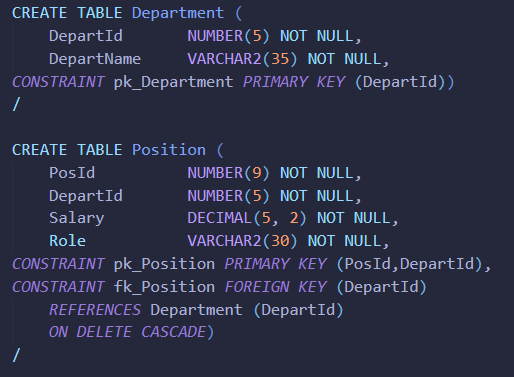 CREATE TABLE Department (
    DepartId       NUMBER(5) NOT NULL,
    DepartName     VARCHAR2(35) NOT NULL,
CONSTRAINT pk_Department PRIMARY KEY (DepartId))
/
CREATE TABLE Position (
    PosId          NUMBER(9) NOT NULL,
    DepartId       NUMBER(5) NOT NULL,
    Salary         DECIMAL(5, 2) NOT NULL,
    Role           VARCHAR2(30) NOT NULL,
CONSTRAINT pk_Position PRIMARY KEY (PosId,DepartId),
CONSTRAINT fk_Position FOREIGN KEY (DepartId)
    REFERENCES Department (DepartId)
    ON DELETE CASCADE)
/